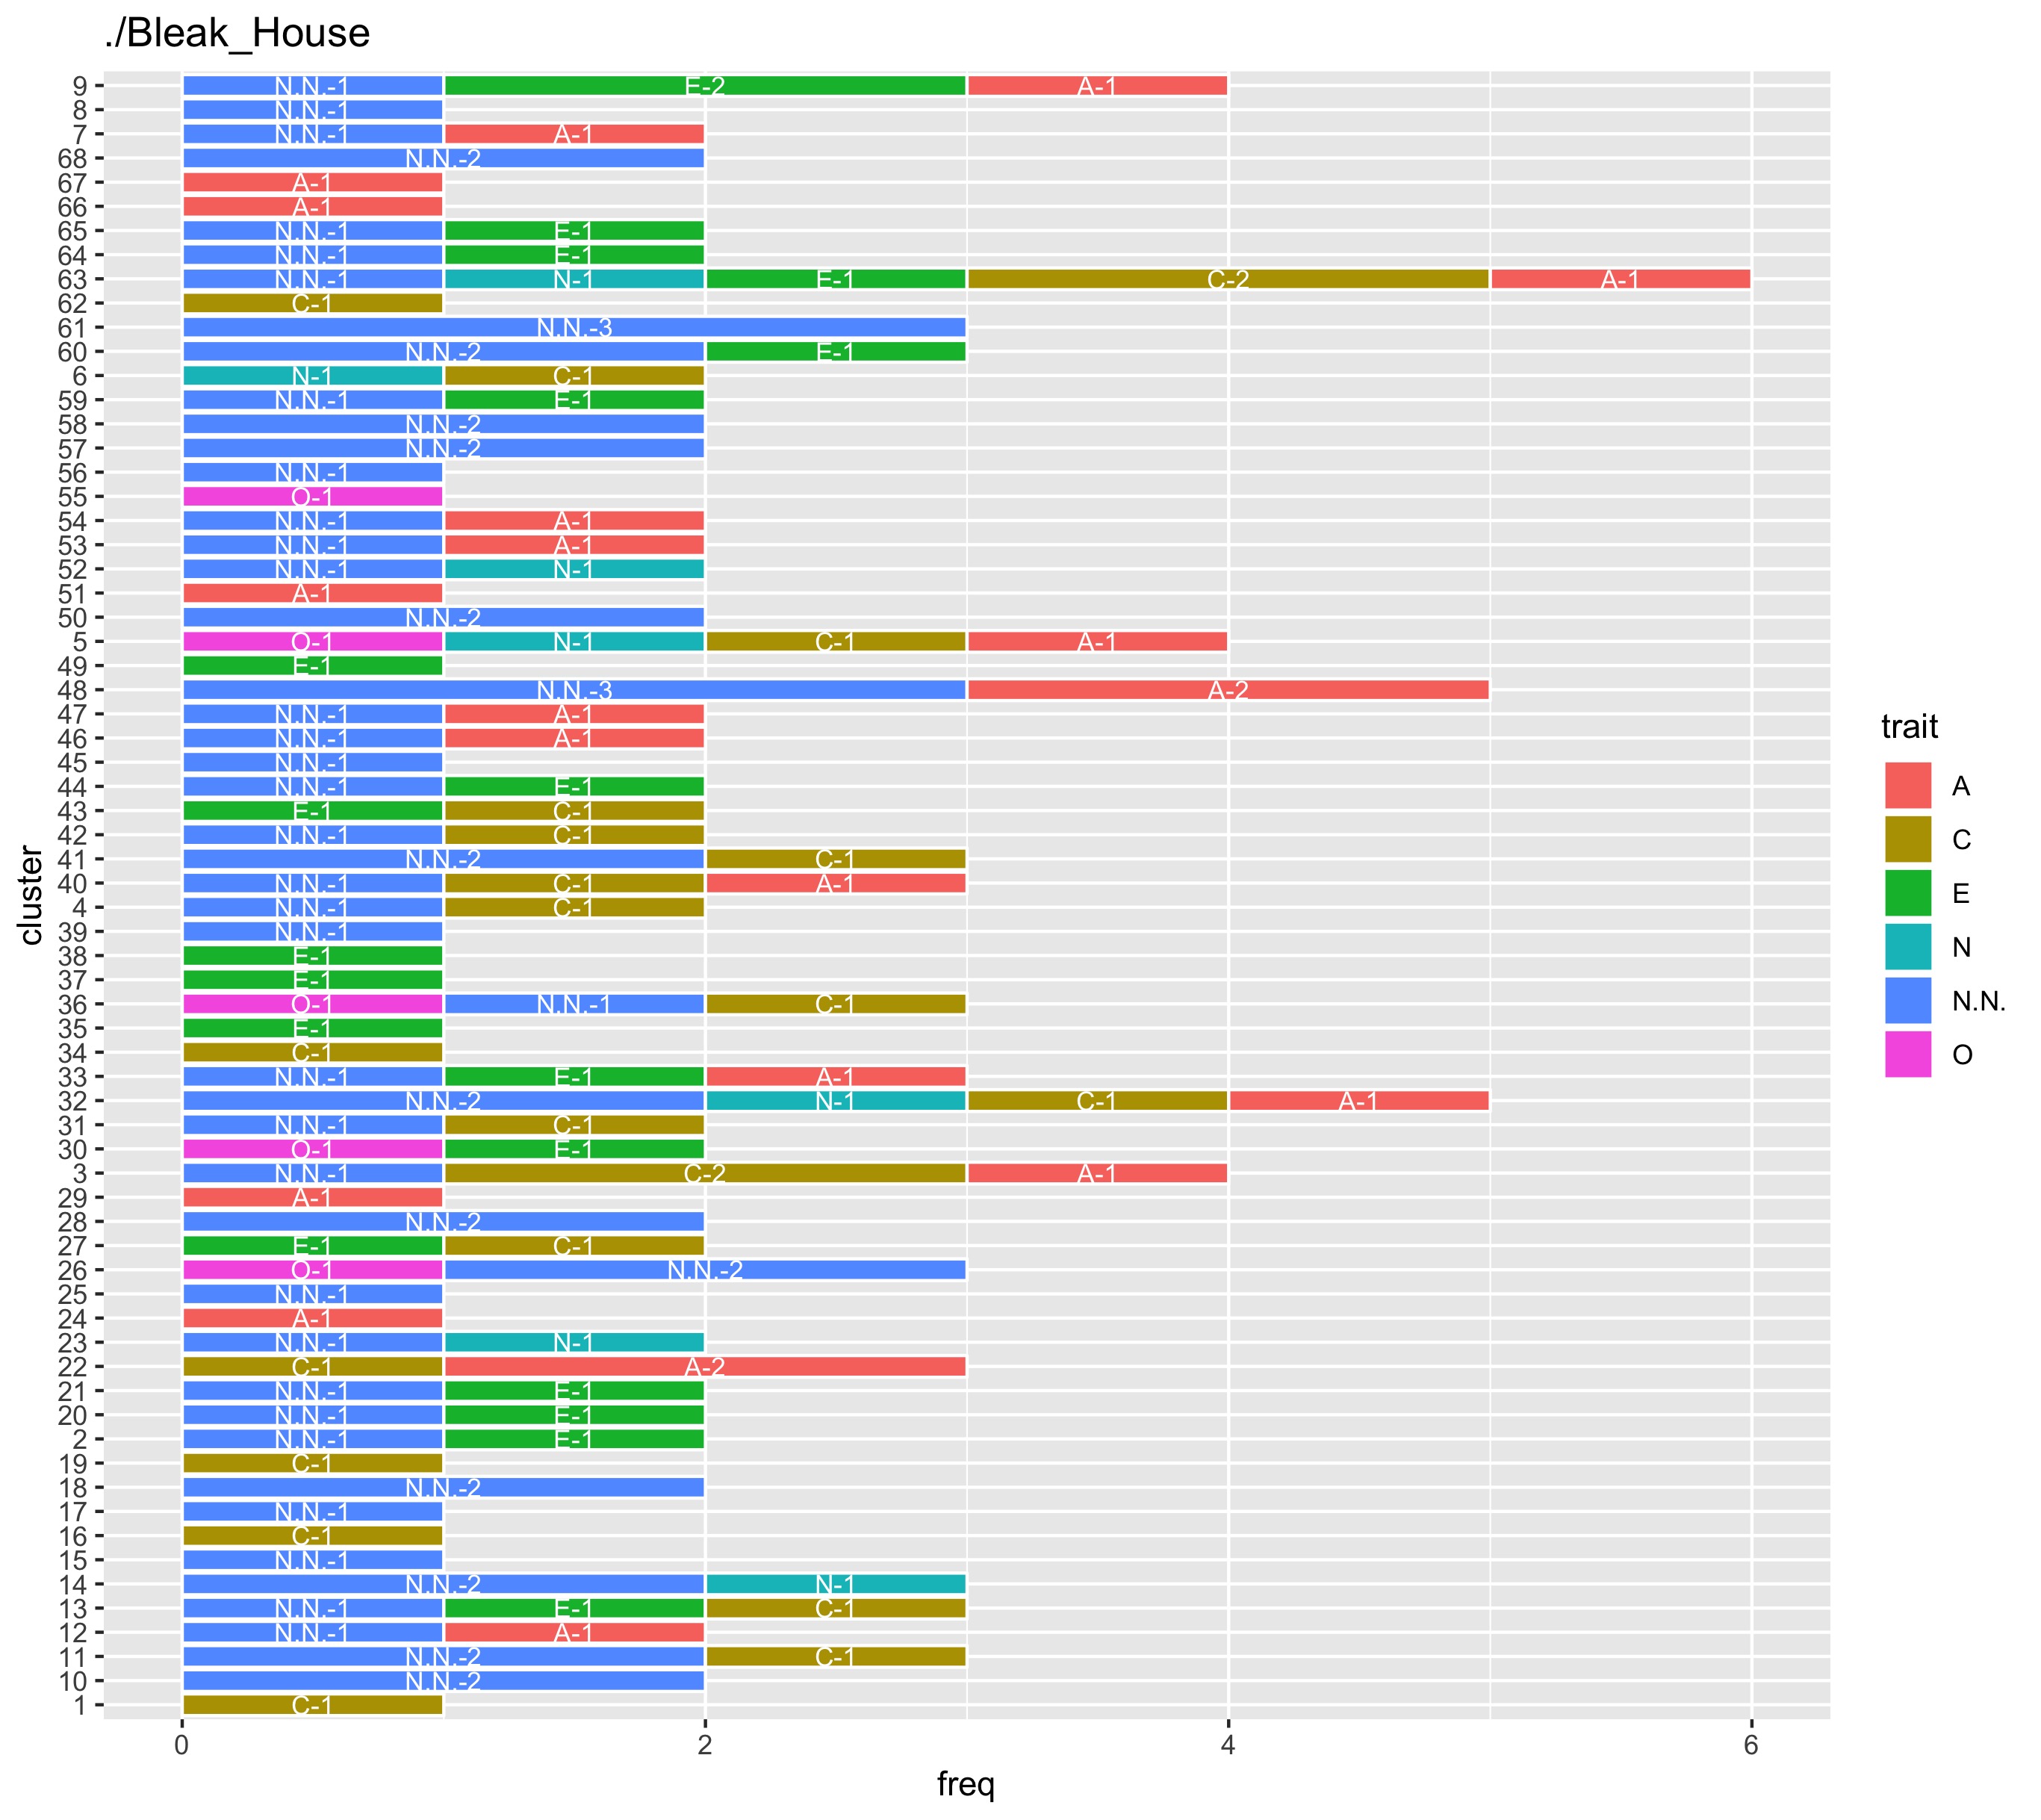 ./Bleak_House
9 N.N.-1 E-2 A-1
8 N.N.-1
7 N.N.-1 A-1
68 N.N.-2
67 A-1
66 A-1
65 N.N.-1 E-1
64 N.N.-1 E-1
63 N.N.-1 N-1 E-1 C-2 A-1
62 C-1
61 N.N.-3
60 N.N.-2 E-1
6 N-1 C-1
59 N.N.-1 E-1
58 N.N.-2
57 N.N.-2
56 N.N.-1
55 O-1
54 N.N.-1 A-1
53 N.N.-1 A-1
52 N.N.-1 N-1
51 A-1
50 N.N.-2
5 O-1 N-1 C-1 A-1
49 E-1
48 N.N.-3 A-2
47 N.N.-1 A-1
46 N.N.-1 A-1
45 N.N.-1
44 N.N.-1 E-1
43 E-1 C-1
42 N.N.-1 C-1
41 N.N.-2 C-1
40 N.N.-1 C-1 A-1
4 N.N.-1 C-1
39 N.N.-1
38 E-1
37 E-1
36 O-1 N.N.-1 C-1
35 E-1
34 C-1
33 N.N.-1 E-1 A-1
32 N.N.-2 N-1 C-1 A-1
31 N.N.-1 C-1
30 O-1 E-1
3 N.N.-1 C-2 A-1
29 A-1
28 N.N.-2
27 E-1 C-1
26 O-1 N.N.-2
25 N.N.-1
24 A-1
23 N.N.-1 N-1
22 C-1 A-2
21 N.N.-1 E-1
20 N.N.-1 E-1
2 N.N.-1 E-1
19 C-1
18 N.N.-2
17 N.N.-1
16 C-1
15 N.N.-1
14 N.N.-2 N-1
13 N.N.-1 E-1 C-1
12 N.N.-1 A-1
11 N.N.-2 C-1
10 N.N.-2
1 C-1
0 2 4 6
freq
cluster
trait
A
C
E
N
N.N.
O